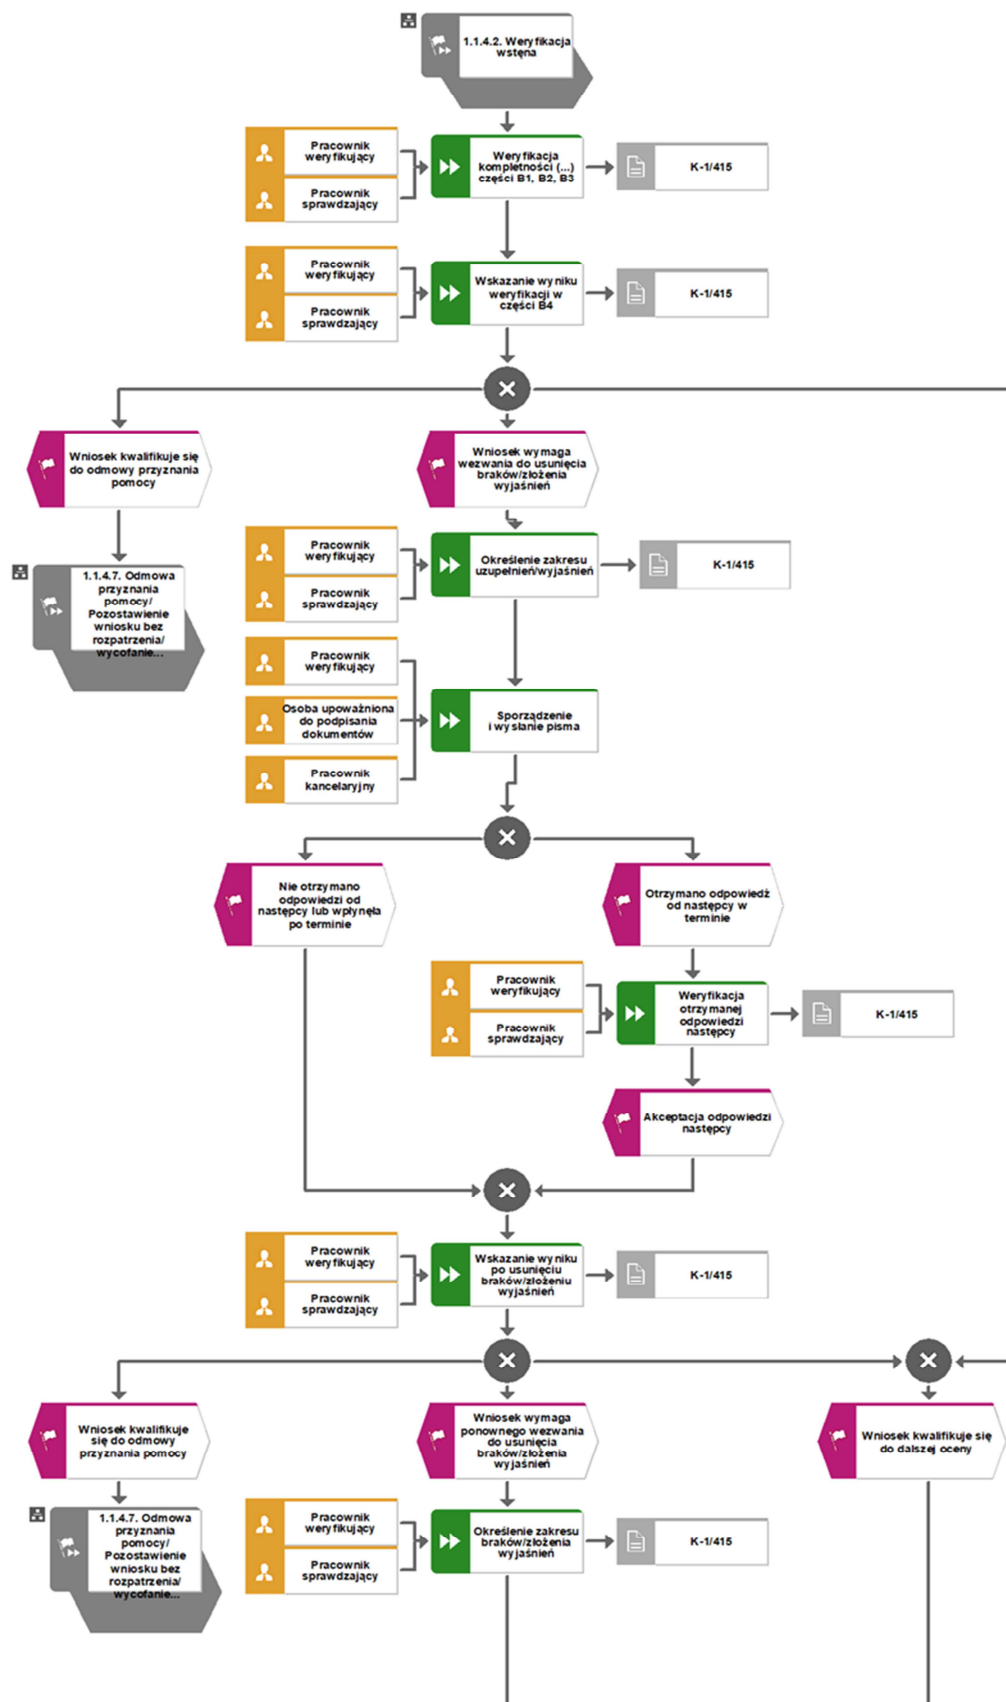 1.1.4.2. Weryfikacja
wstęna
Pracownik
weryfikujący
Pracownik
sprawdzający
Weryfikacja
kompletności (...)
części B1, B2, B3
K-1/415
Pracownik
weryfikujący
Pracownik
sprawdzający
Wskazanie wyniku
weryfikacji w
części B4
K-1/415
Wniosek kwalifikuje się
do odmowy przyznania
pomocy
Wniosek wymaga
wezwania do usunięcia
braków/złożenia
wyjaśnień
1.1.4.7. Odmowa
przyznania
pomocy/
Pozostawienie
wniosku bez
rozpatrzenia/
wycofanie...
Pracownik
weryfikujący
Pracownik
sprawdzający
Określenie zakresu
uzupełnień/wyjaśnień
K-1/415
Pracownik
weryfikujący
Osoba upoważniona
do podpisania
dokumentów
Pracownik
kancelaryjny
Sporządzenie
i wysłanie pisma
Nie otrzymano
odpowiedzi od
następcy lub wpłynęła
po terminie
Otrzymano odpowiedź
od następcy w
terminie
Pracownik
weryfikujący
Pracownik
sprawdzający
Weryfikacja
otrzymanej
odpowiedzi
następcy
K-1/415
Akceptacja odpowiedzi
następcy
Pracownik
weryfikujący
Pracownik
sprawdzający
Wskazanie wyniku
po usunięciu
braków/złożeniu
wyjaśnień
K-1/415
Wniosek kwalifikuje
się do odmowy
przyznania pomocy
Wniosek wymaga
ponownego wezwania
do usunięcia
braków/złożenia
wyjaśnień
Wniosek kwalifikuje się
do dalszej oceny
1.1.4.7. Odmowa
przyznania
pomocy/
Pozostawienie
wniosku bez
rozpatrzenia/
wycofanie...
Pracownik
weryfikujący
Pracownik
sprawdzający
Określenie zakresu
braków/złożenia
wyjaśnień
K-1/415